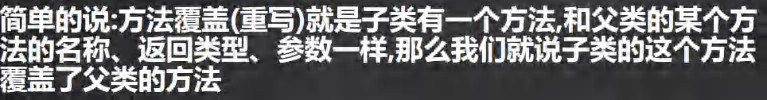 简单的说:方法覆盖(重写)就是子类有一个方法,和父类的某个方
法的名称、返回类型、参数一样,那么我们就说子类的这个方法
覆盖了父类的方法